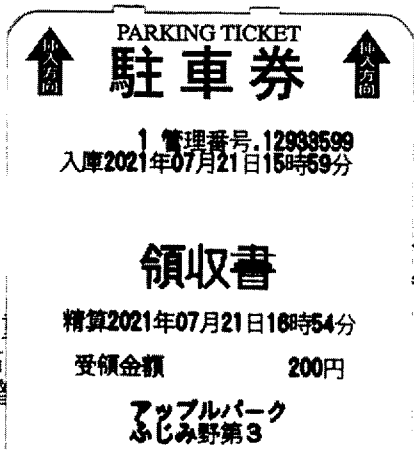 PARKING TICKET
挿入方向 駐車券 挿入方向
1 管理番号.12933599
入庫2021年07月21日15時59分
領収書
精算2021年07月21日16時54分
受領金額 200円
アップルパーク
ふじみ野第3